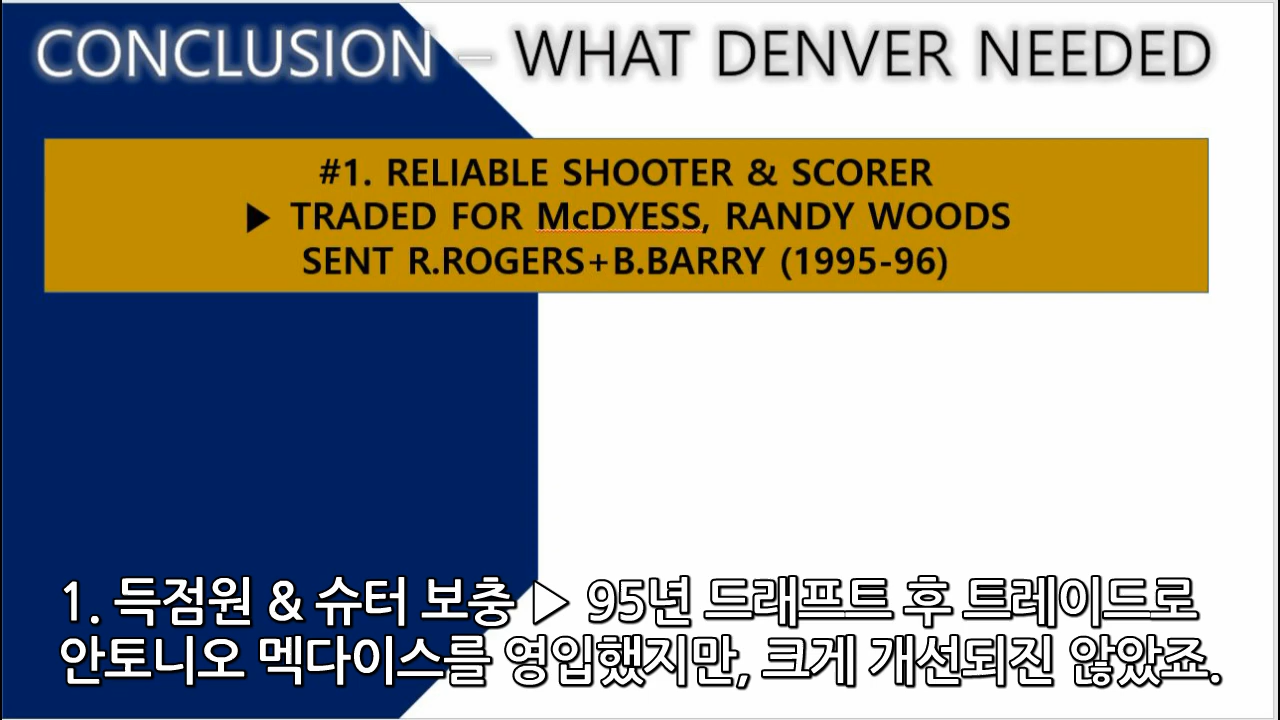 CONCLUSION – WHAT DENVER NEEDED
#1. RELIABLE SHOOTER & SCORER
▶ TRADED FOR McDYESS, RANDY WOODS
SENT R.ROGERS+B.BARRY (1995-96)
1. 득점원 & 슈터 보충 ▷ 95년 드래프트 후 트레이드로
안토니오 멕다이스를 영입했지만, 크게 개선되진 않았죠.